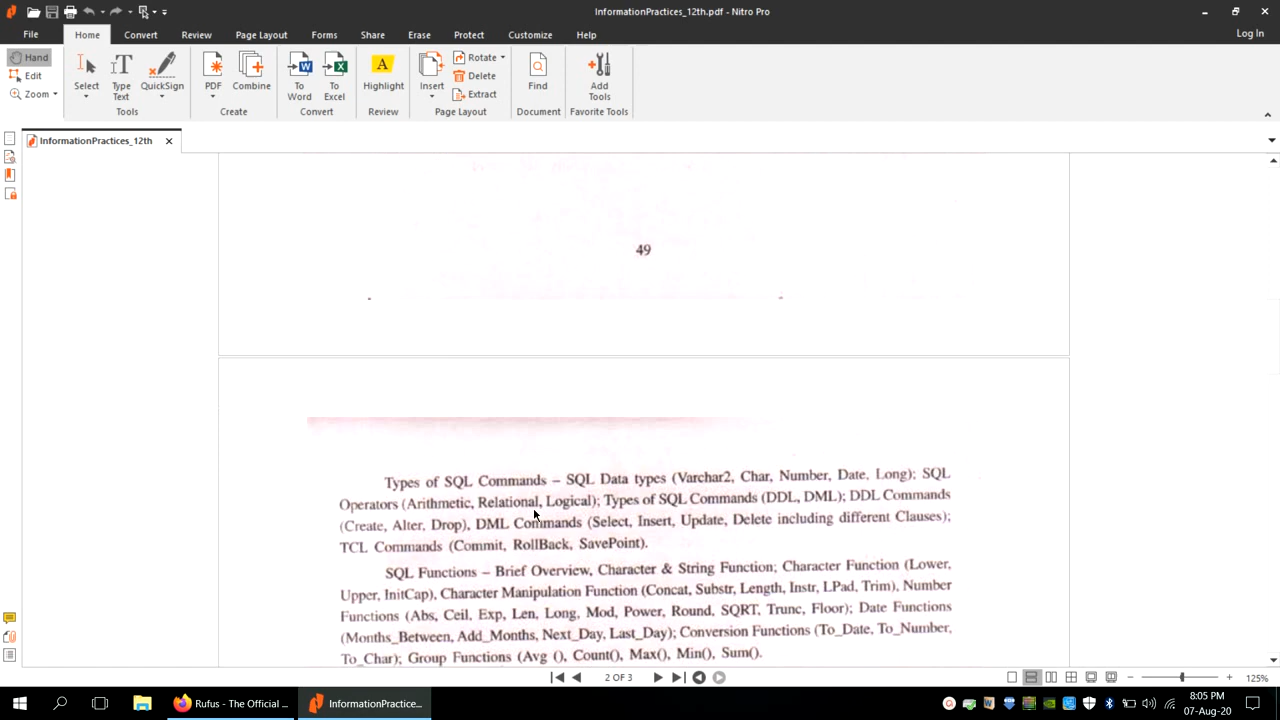 InformationPractices_12th.pdf - Nitro Pro
File Home Convert Review Page Layout Forms Share Erase Protect Customize Help Log In
Hand
Edit
Zoom
Select
Type Text
QuickSign
Tools
PDF
Combine
Create
To Word
To Excel
Convert
Highlight
Review
Insert
Rotate
Delete
Extract
Page Layout
Find
Document
Add Tools
Favorite Tools
InformationPractices_12th
49
Types of SQL Commands – SQL Data types (Varchar2, Char, Number, Date, Long); SQL
Operators (Arithmetic, Relational, Logical); Types of SQL Commands (DDL, DML); DDL Commands
(Create, Alter, Drop), DML Commands (Select, Insert, Update, Delete including different Clauses);
TCL Commands (Commit, RollBack, SavePoint).
SQL Functions – Brief Overview, Character & String Function; Character Function (Lower,
Upper, InitCap), Character Manipulation Function (Concat, Substr, Length, Instr, LPad, Trim), Number
Functions (Abs, Ceil, Exp, Len, Long, Mod, Power, Round, SQRT, Trunc, Floor); Date Functions
(Months_Between, Add_Months, Next_Day, Last_Day); Conversion Functions (To_Date, To_Number,
To_Char); Group Functions (Avg (), Count(), Max(), Min(), Sum().
2 OF 3
125%
Rufus - The Official ...
InformationPractice...
8:05 PM
07-Aug-20